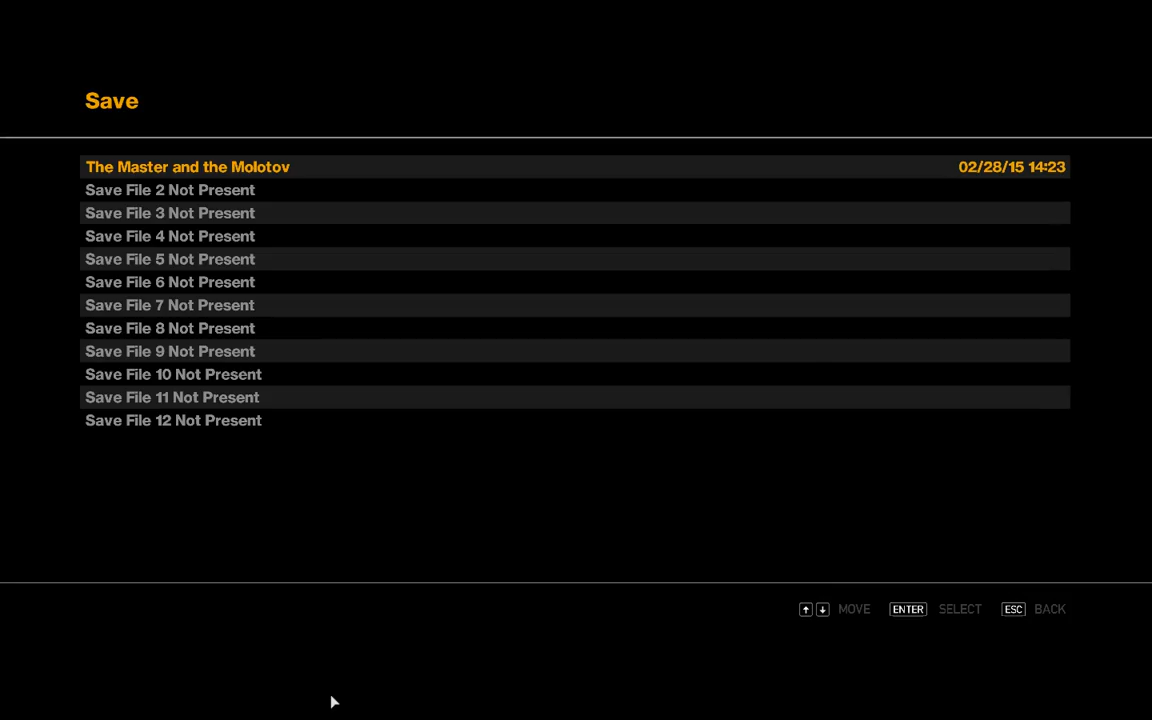 Save
The Master and the Molotov 02/28/15 14:23
Save File 2 Not Present
Save File 3 Not Present
Save File 4 Not Present
Save File 5 Not Present
Save File 6 Not Present
Save File 7 Not Present
Save File 8 Not Present
Save File 9 Not Present
Save File 10 Not Present
Save File 11 Not Present
Save File 12 Not Present
↑ ↓ MOVE ENTER SELECT ESC BACK